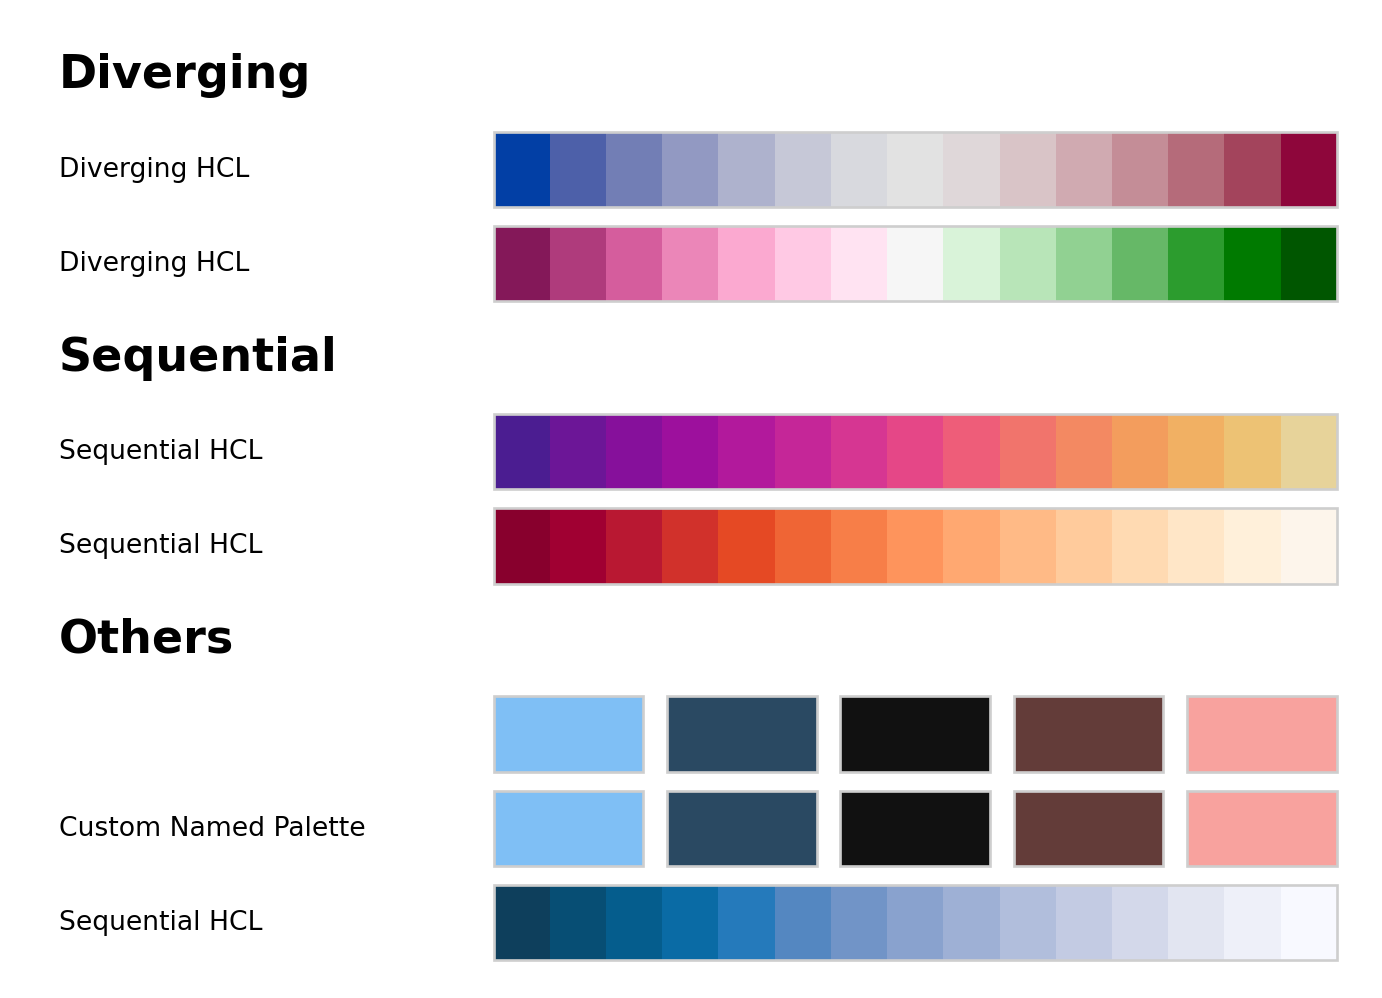 Diverging
Diverging HCL
Diverging HCL
Sequential
Sequential HCL
Sequential HCL
Others
Custom Named Palette
Sequential HCL